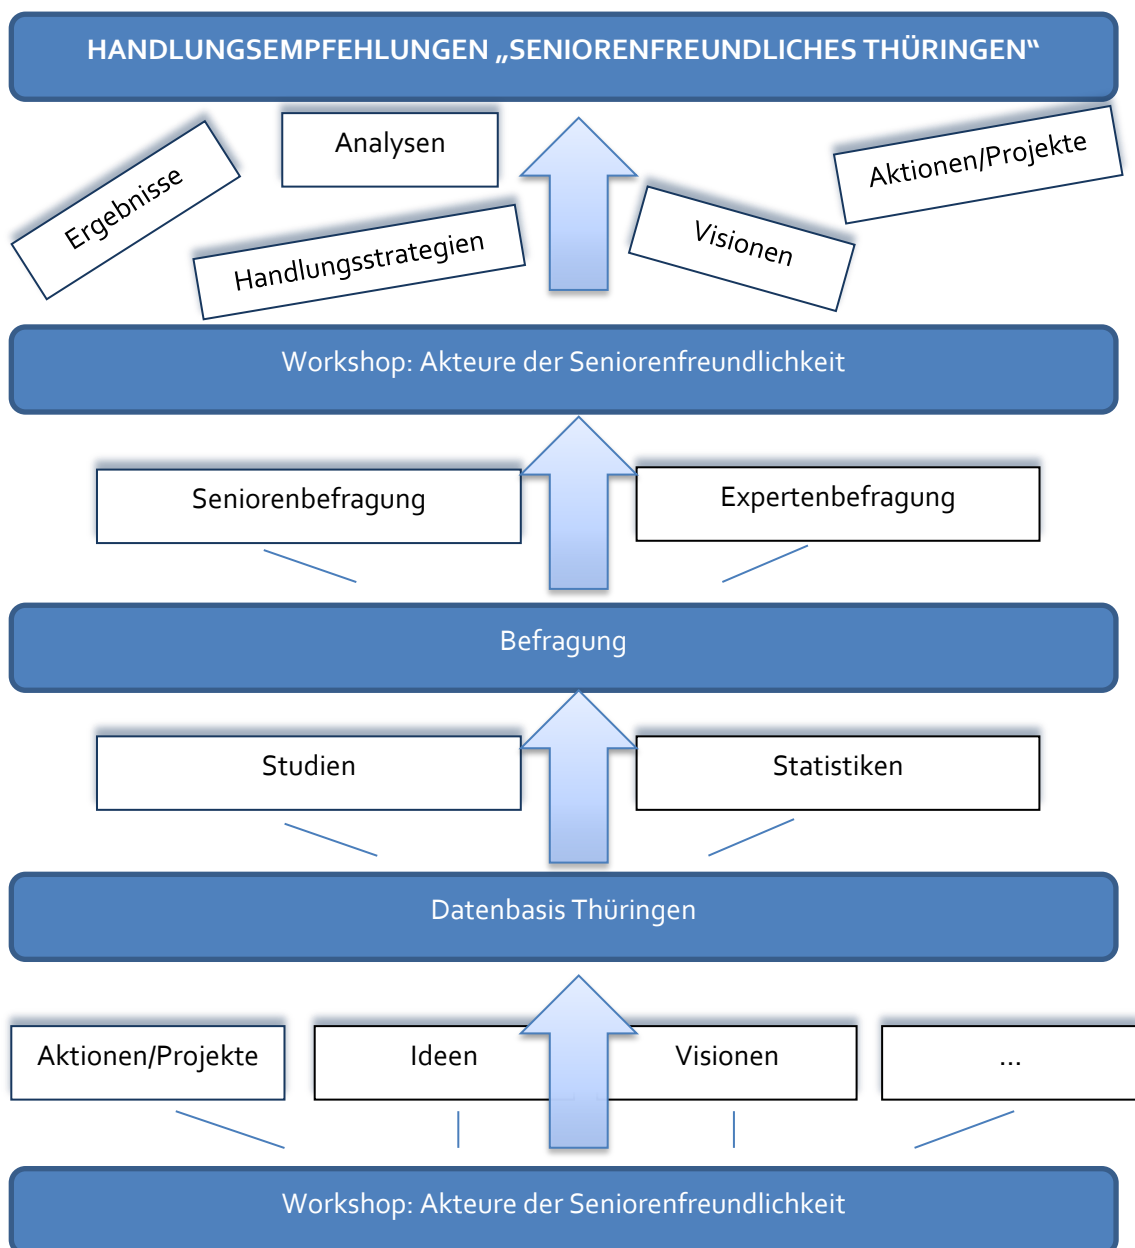 HANDLUNGSEMPFEHLUNGEN „SENIORENFREUNDLICHES THÜRINGEN“
Analysen
Aktionen/Projekte
Ergebnisse
Handlungsstrategien
Visionen
Workshop: Akteure der Seniorenfreundlichkeit
Seniorenbefragung
Expertenbefragung
Befragung
Studien
Statistiken
Datenbasis Thüringen
Aktionen/Projekte
Ideen
Visionen
...
Workshop: Akteure der Seniorenfreundlichkeit